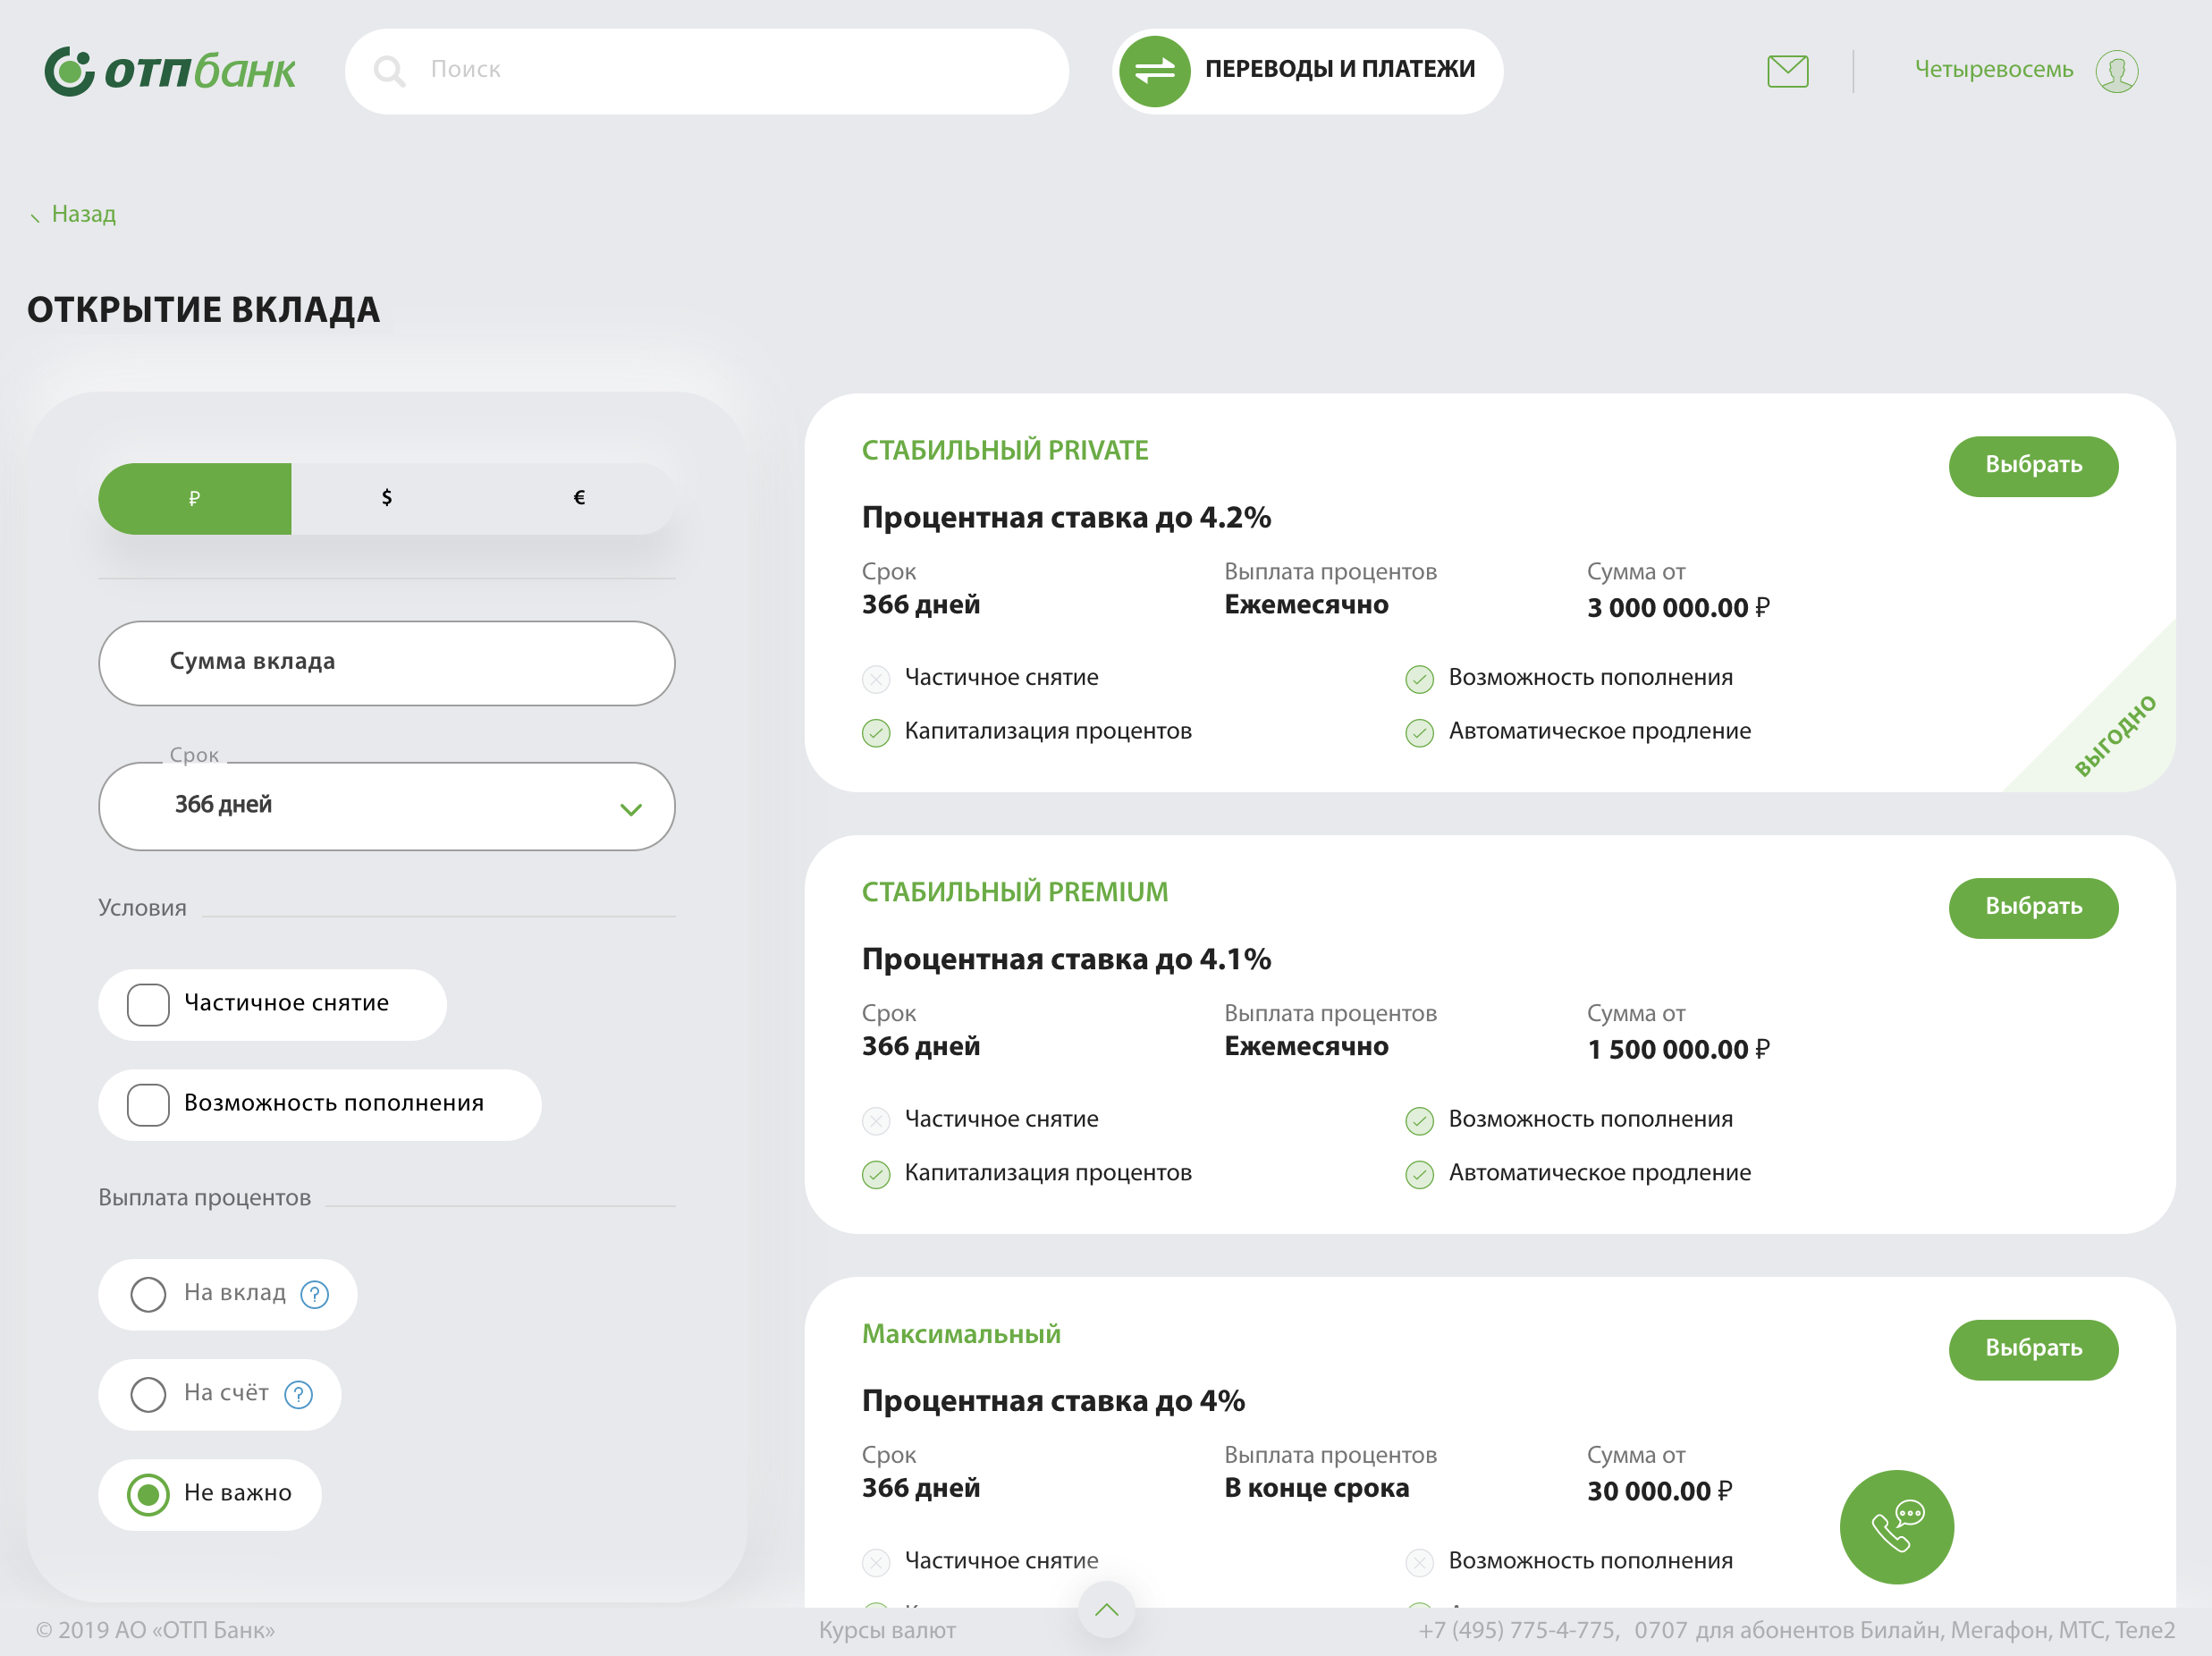 отпбанк
Поиск
ПЕРЕВОДЫ И ПЛАТЕЖИ
Четыревосемь
Назад
ОТКРЫТИЕ ВКЛАДА
₽ $ €
Сумма вклада
Срок
366 дней
Условия
Частичное снятие
Возможность пополнения
Выплата процентов
На вклад ?
На счёт ?
Не важно
СТАБИЛЬНЫЙ PRIVATE
Выбрать
Процентная ставка до 4.2%
Срок Выплата процентов Сумма от
366 дней Ежемесячно 3 000 000.00 ₽
Частичное снятие Возможность пополнения
Капитализация процентов Автоматическое продление
ВЫГОДНО
СТАБИЛЬНЫЙ PREMIUM
Выбрать
Процентная ставка до 4.1%
Срок Выплата процентов Сумма от
366 дней Ежемесячно 1 500 000.00 ₽
Частичное снятие Возможность пополнения
Капитализация процентов Автоматическое продление
Максимальный
Выбрать
Процентная ставка до 4%
Срок Выплата процентов Сумма от
366 дней В конце срока 30 000.00 ₽
Частичное снятие Возможность пополнения
© 2019 АО «ОТП Банк» Курсы валют +7 (495) 775-4-775, 0707 для абонентов Билайн, Мегафон, МТС, Теле2